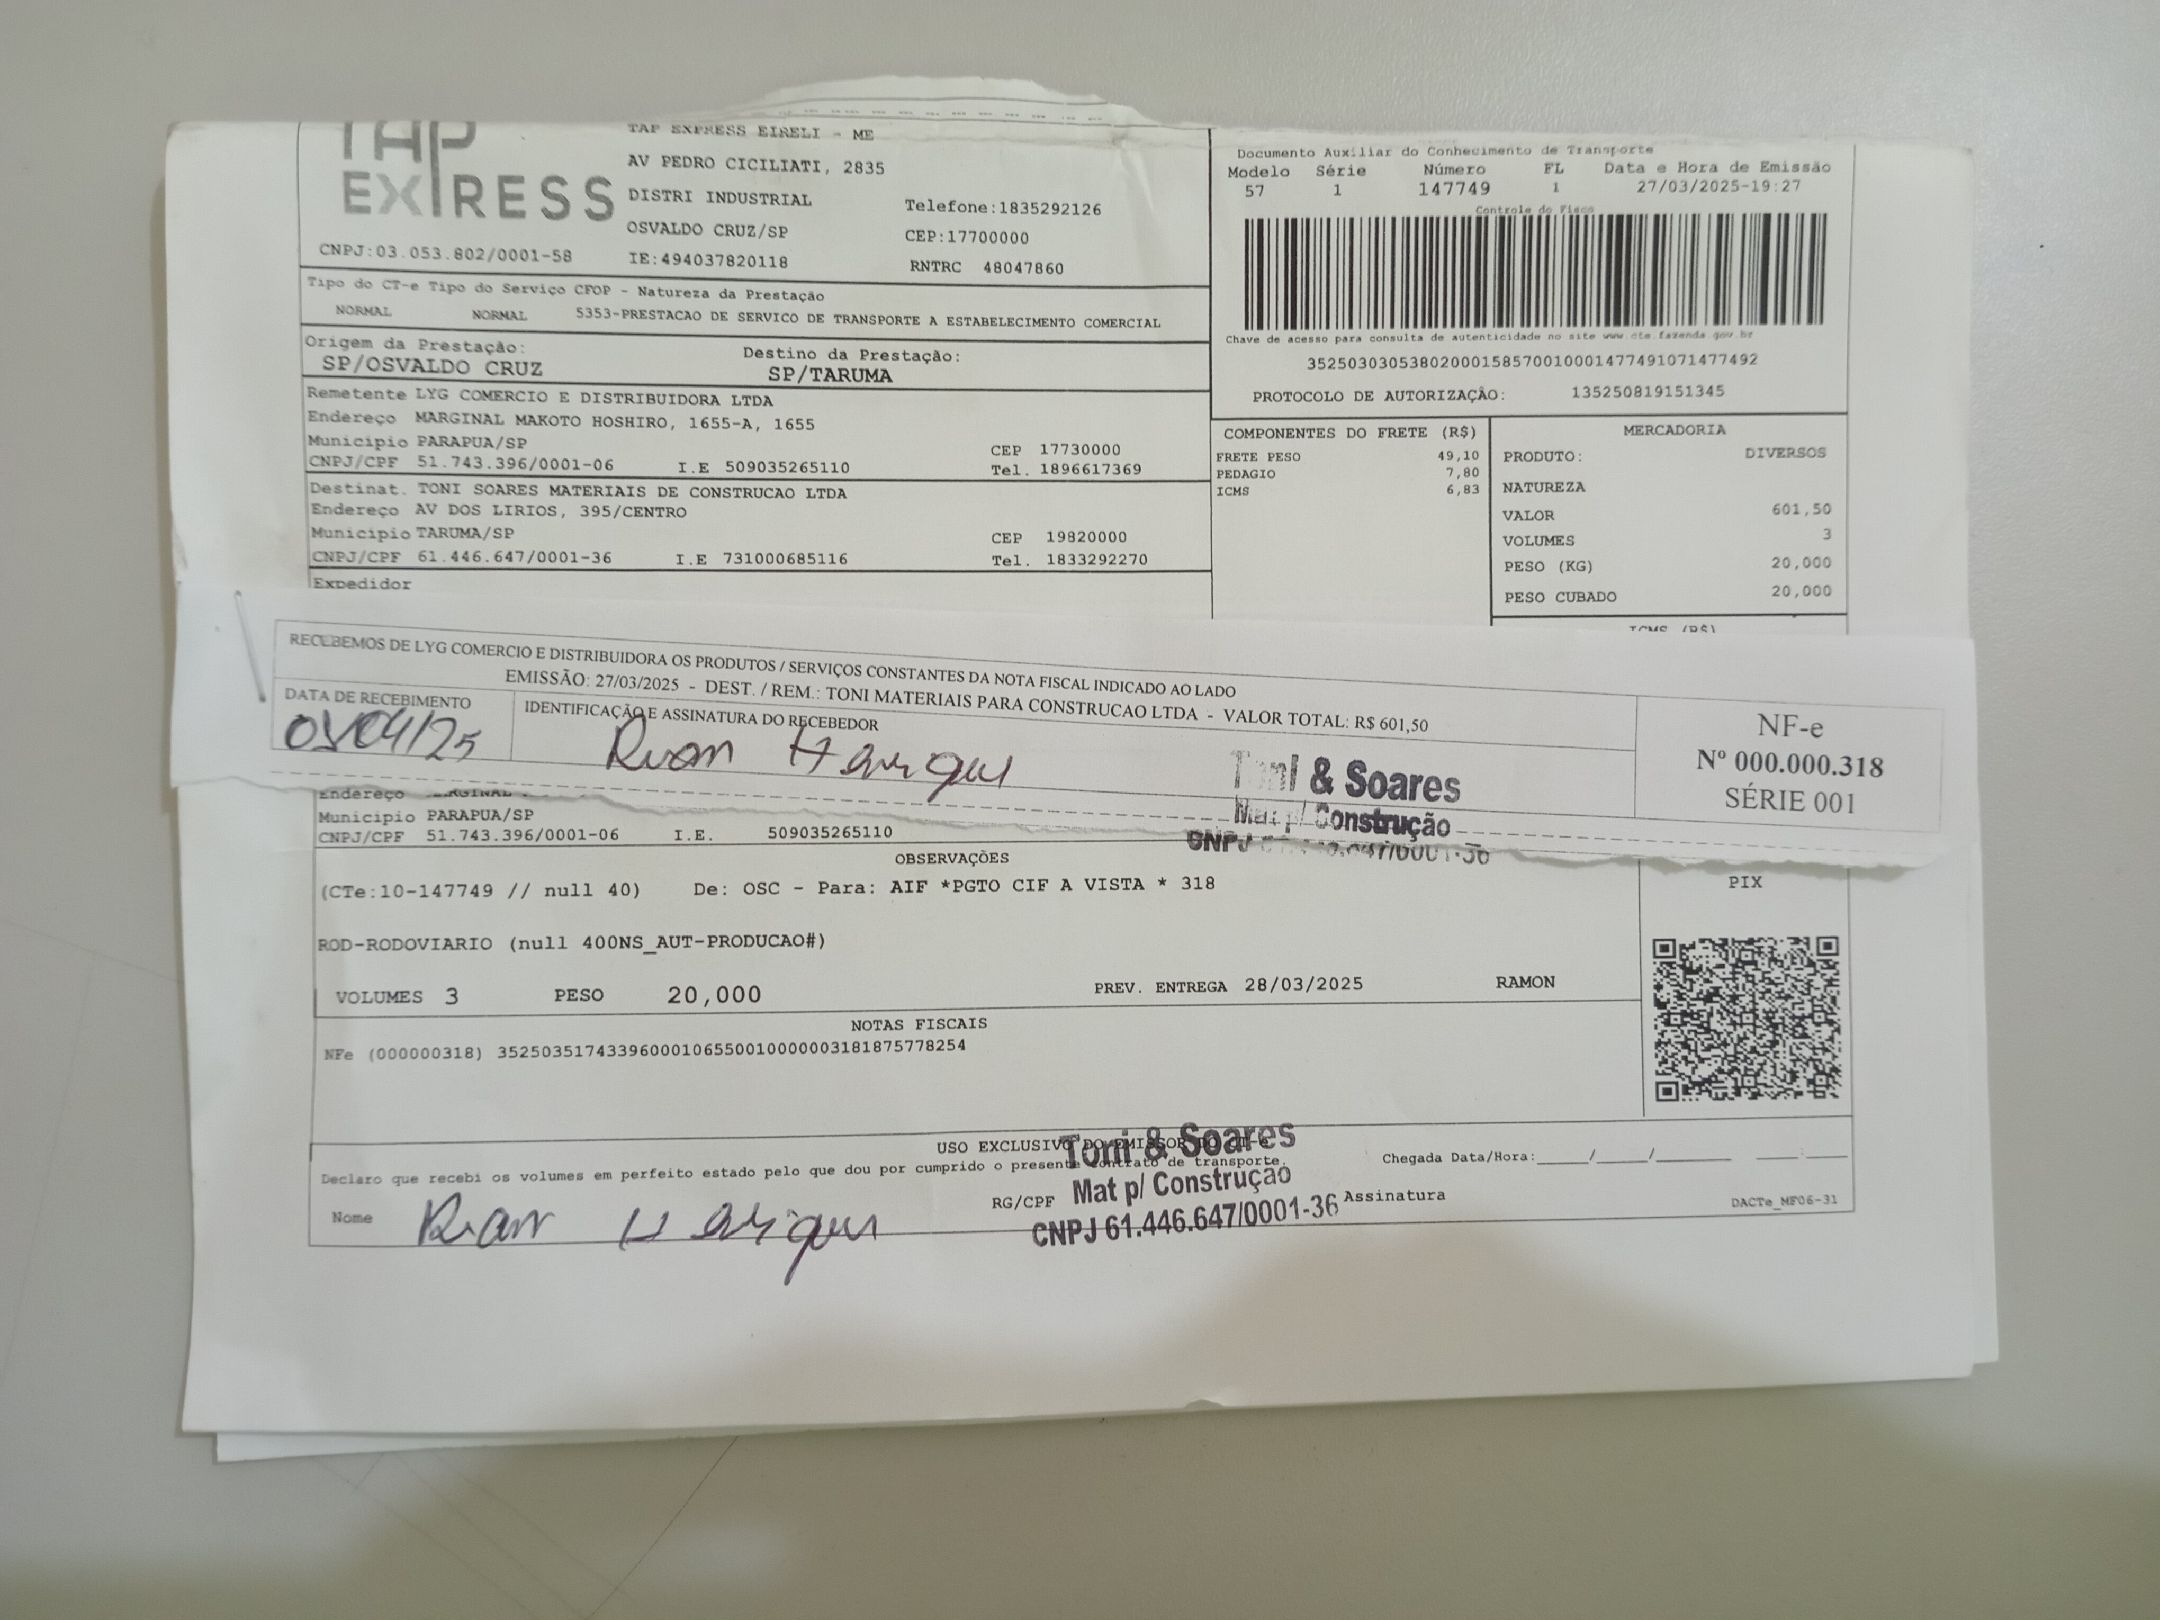 TAP
EXPRESS
CNPJ:03.053.802/0001-58
TAP EXPRESS EIRELI - ME
AV PEDRO CICILIATI, 2835
DISTRI INDUSTRIAL
OSVALDO CRUZ/SP
IE:494037820118
Telefone:1835292126
CEP:17700000
RNTRC 48047860
Documento Auxiliar do Conhecimento de Transporte
Modelo Série Número FL Data e Hora de Emissão
57 1 147749 1 27/03/2025-19:27
Controle do Fisco
Chave de acesso para consulta de autenticidade no site www.cte.fazenda.gov.br
35250303053802000158570010001477491071477492
PROTOCOLO DE AUTORIZAÇÃO: 135250819151345
Tipo do CT-e Tipo do Serviço CFOP - Natureza da Prestação
NORMAL NORMAL 5353-PRESTACAO DE SERVICO DE TRANSPORTE A ESTABELECIMENTO COMERCIAL
Origem da Prestação: Destino da Prestação:
SP/OSVALDO CRUZ SP/TARUMA
Remetente LYG COMERCIO E DISTRIBUIDORA LTDA
Endereço MARGINAL MAKOTO HOSHIRO, 1655-A, 1655
Municipio PARAPUA/SP CEP 17730000
CNPJ/CPF 51.743.396/0001-06 I.E 509035265110 Tel. 1896617369
Destinat. TONI SOARES MATERIAIS DE CONSTRUCAO LTDA
Endereço AV DOS LIRIOS, 395/CENTRO
Municipio TARUMA/SP CEP 19820000
CNPJ/CPF 61.446.647/0001-36 I.E 731000685116 Tel. 1833292270
Expedidor
COMPONENTES DO FRETE (R$)
FRETE PESO 49,10
PEDAGIO 7,80
ICMS 6,83
MERCADORIA
PRODUTO: DIVERSOS
NATUREZA
VALOR 601,50
VOLUMES 3
PESO (KG) 20,000
PESO CUBADO 20,000
ICMS (R$)
RECEBEMOS DE LYG COMERCIO E DISTRIBUIDORA OS PRODUTOS / SERVIÇOS CONSTANTES DA NOTA FISCAL INDICADO AO LADO
EMISSÃO: 27/03/2025 - DEST. / REM.: TONI MATERIAIS PARA CONSTRUCAO LTDA - VALOR TOTAL: R$ 601,50
DATA DE RECEBIMENTO IDENTIFICAÇÃO E ASSINATURA DO RECEBEDOR
Ruan Henrique
NF-e
Nº 000.000.318
SÉRIE 001
Toni & Soares
Mat p/ Construção
Endereço MARGINAL
Municipio PARAPUA/SP
CNPJ/CPF 51.743.396/0001-06 I.E. 509035265110
OBSERVAÇÕES
(CTe:10-147749 // null 40) De: OSC - Para: AIF *PGTO CIF A VISTA * 318
ROD-RODOVIARIO (null 400NS_AUT-PRODUCAO#)
VOLUMES 3 PESO 20,000 PREV. ENTREGA 28/03/2025 RAMON
PIX
NOTAS FISCAIS
NFe (000000318) 35250351743396000106550010000003181875778254
USO EXCLUSIVO DO EMISSOR DO CT-e
Declaro que recebi os volumes em perfeito estado pelo que dou por cumprido o presente contrato de transporte.
Chegada Data/Hora:_____/_____/_______ ____:____
Nome Ruan Henrique RG/CPF Assinatura
Toni & Soares
Mat p/ Construção
CNPJ 61.446.647/0001-36
DACTe_MF06-31